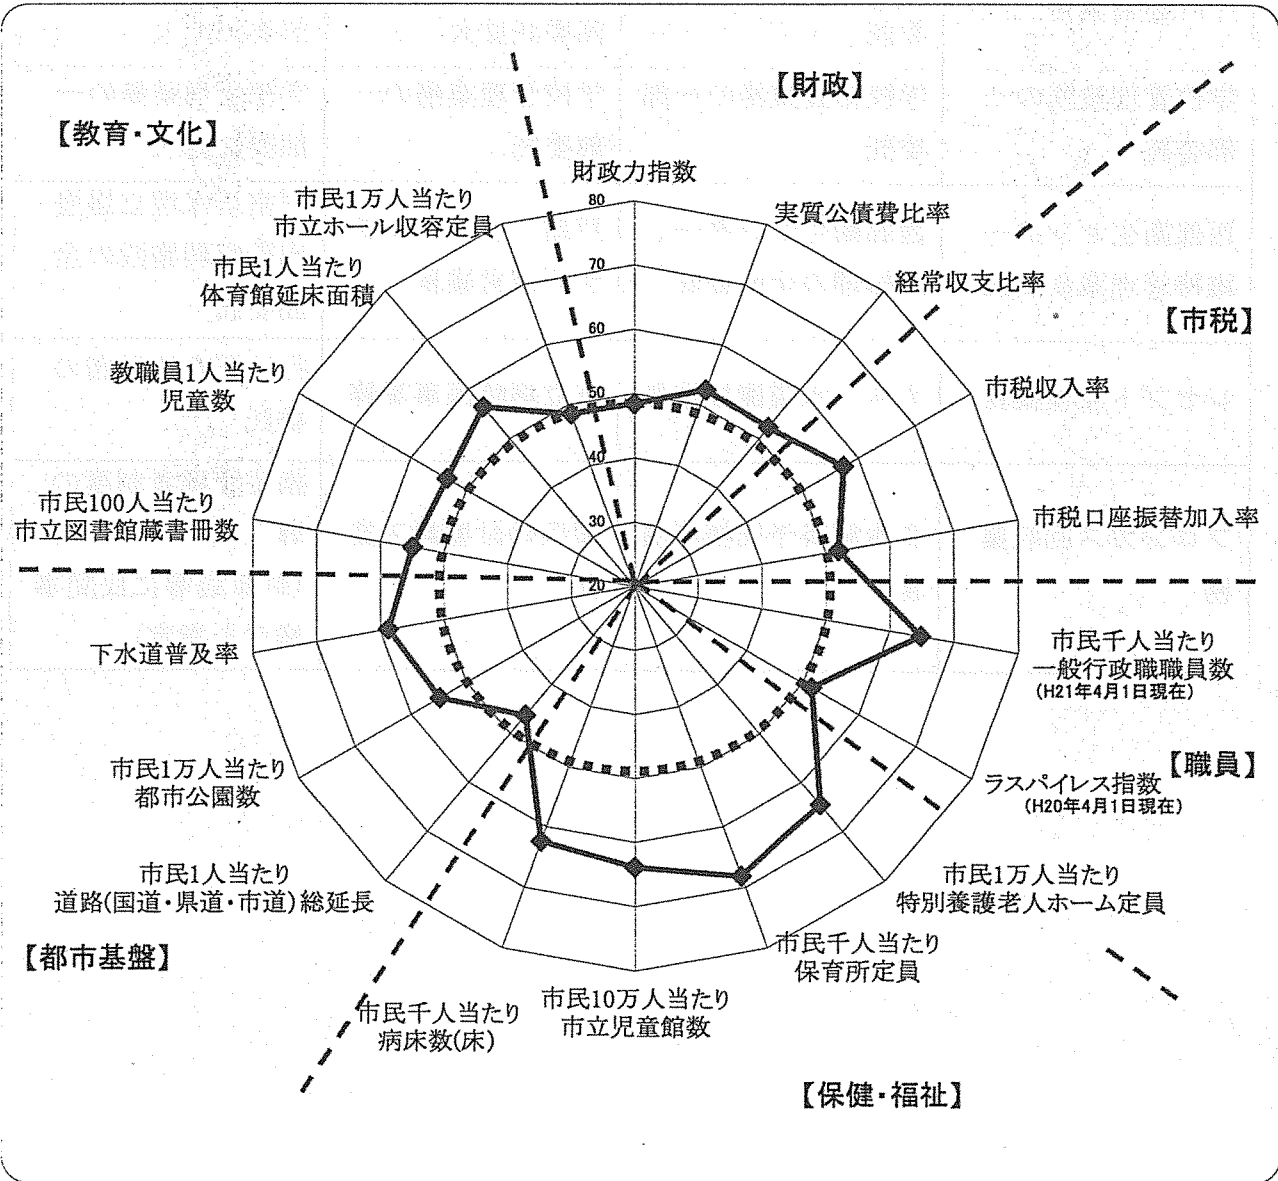 【財政】
【教育・文化】
財政力指数
市民1万人当たり
市立ホール収容定員
実質公債費比率
市民1人当たり
体育館延床面積
経常収支比率
【市税】
教職員1人当たり
児童数
市税収入率
市民100人当たり
市立図書館蔵書冊数
市税口座振替加入率
80
70
60
50
40
30
20
下水道普及率
市民千人当たり
一般行政職職員数
(H21年4月1日現在)
市民1万人当たり
都市公園数
【職員】
ラスパイレス指数
(H20年4月1日現在)
市民1人当たり
道路(国道・県道・市道)総延長
市民1万人当たり
特別養護老人ホーム定員
【都市基盤】
市民千人当たり
保育所定員
市民千人当たり
病床数(床)
市民10万人当たり
市立児童館数
【保健・福祉】